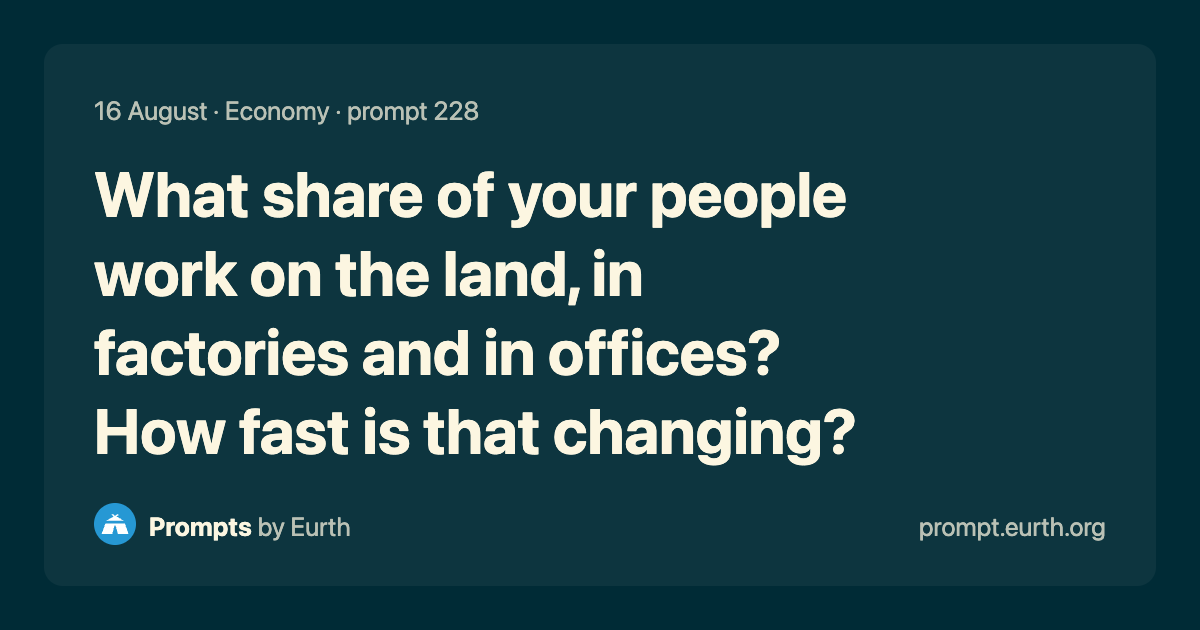 16 August · Economy · prompt 228
What share of your people
work on the land, in
factories and in offices?
How fast is that changing?
Prompts by Eurth
prompt.eurth.org